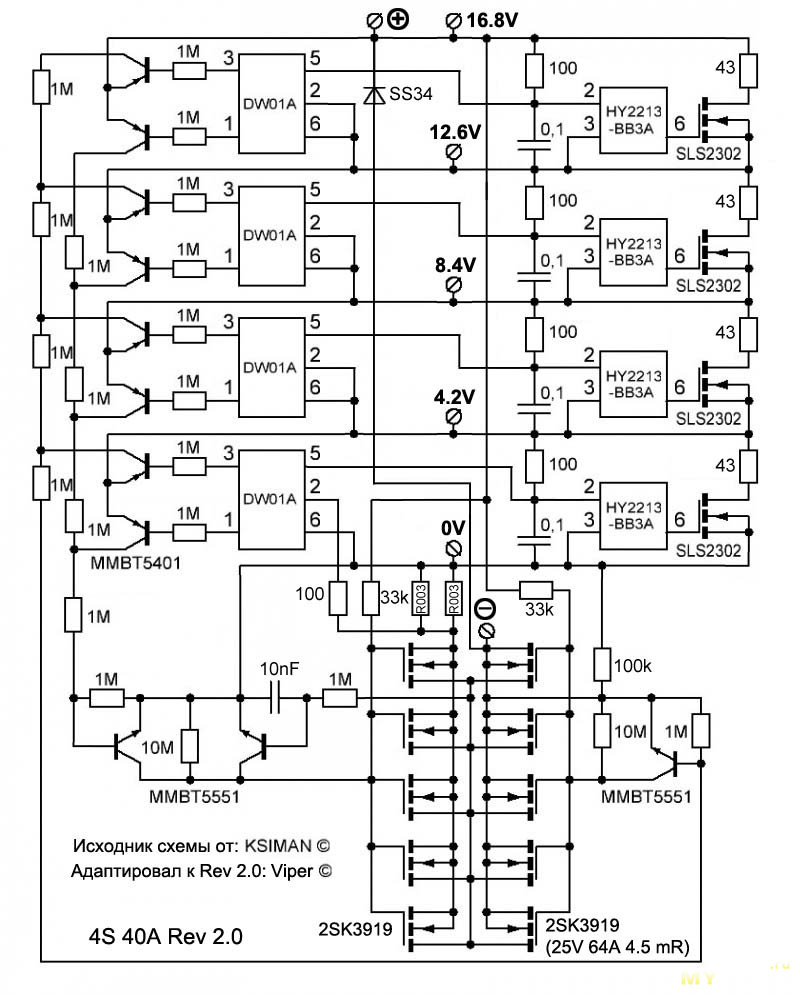 ⊕ 16.8V
1M 3 5 100 43
1M DW01A 2 SS34 2 HY2213
-BB3A
6 0,1 3 6
1M 1 12.6V SLS2302
1M 3 5 100 43
1M DW01A 2 2 HY2213
-BB3A
1M 1M 1 6 8.4V 0,1 3 6 SLS2302
1M 3 5 100 43
1M DW01A 2 2 HY2213
-BB3A
1M 1M 1 6 4.2V 0,1 3 6 SLS2302
1M 3 5 100 43
1M DW01A 2 2 HY2213
-BB3A
1M 1M 1 6 0V 0,1 3 6 SLS2302
MMBT5401
1M 100 33k R003 R003 ⊖ 33k
100k
1M 10nF 1M
10M 10M 1M
MMBT5551 MMBT5551
Исходник схемы от: KSIMAN ©
Адаптировал к Rev 2.0: Viper ©
4S 40A Rev 2.0
2SK3919 2SK3919
(25V 64A 4.5 mR)
MY .ru